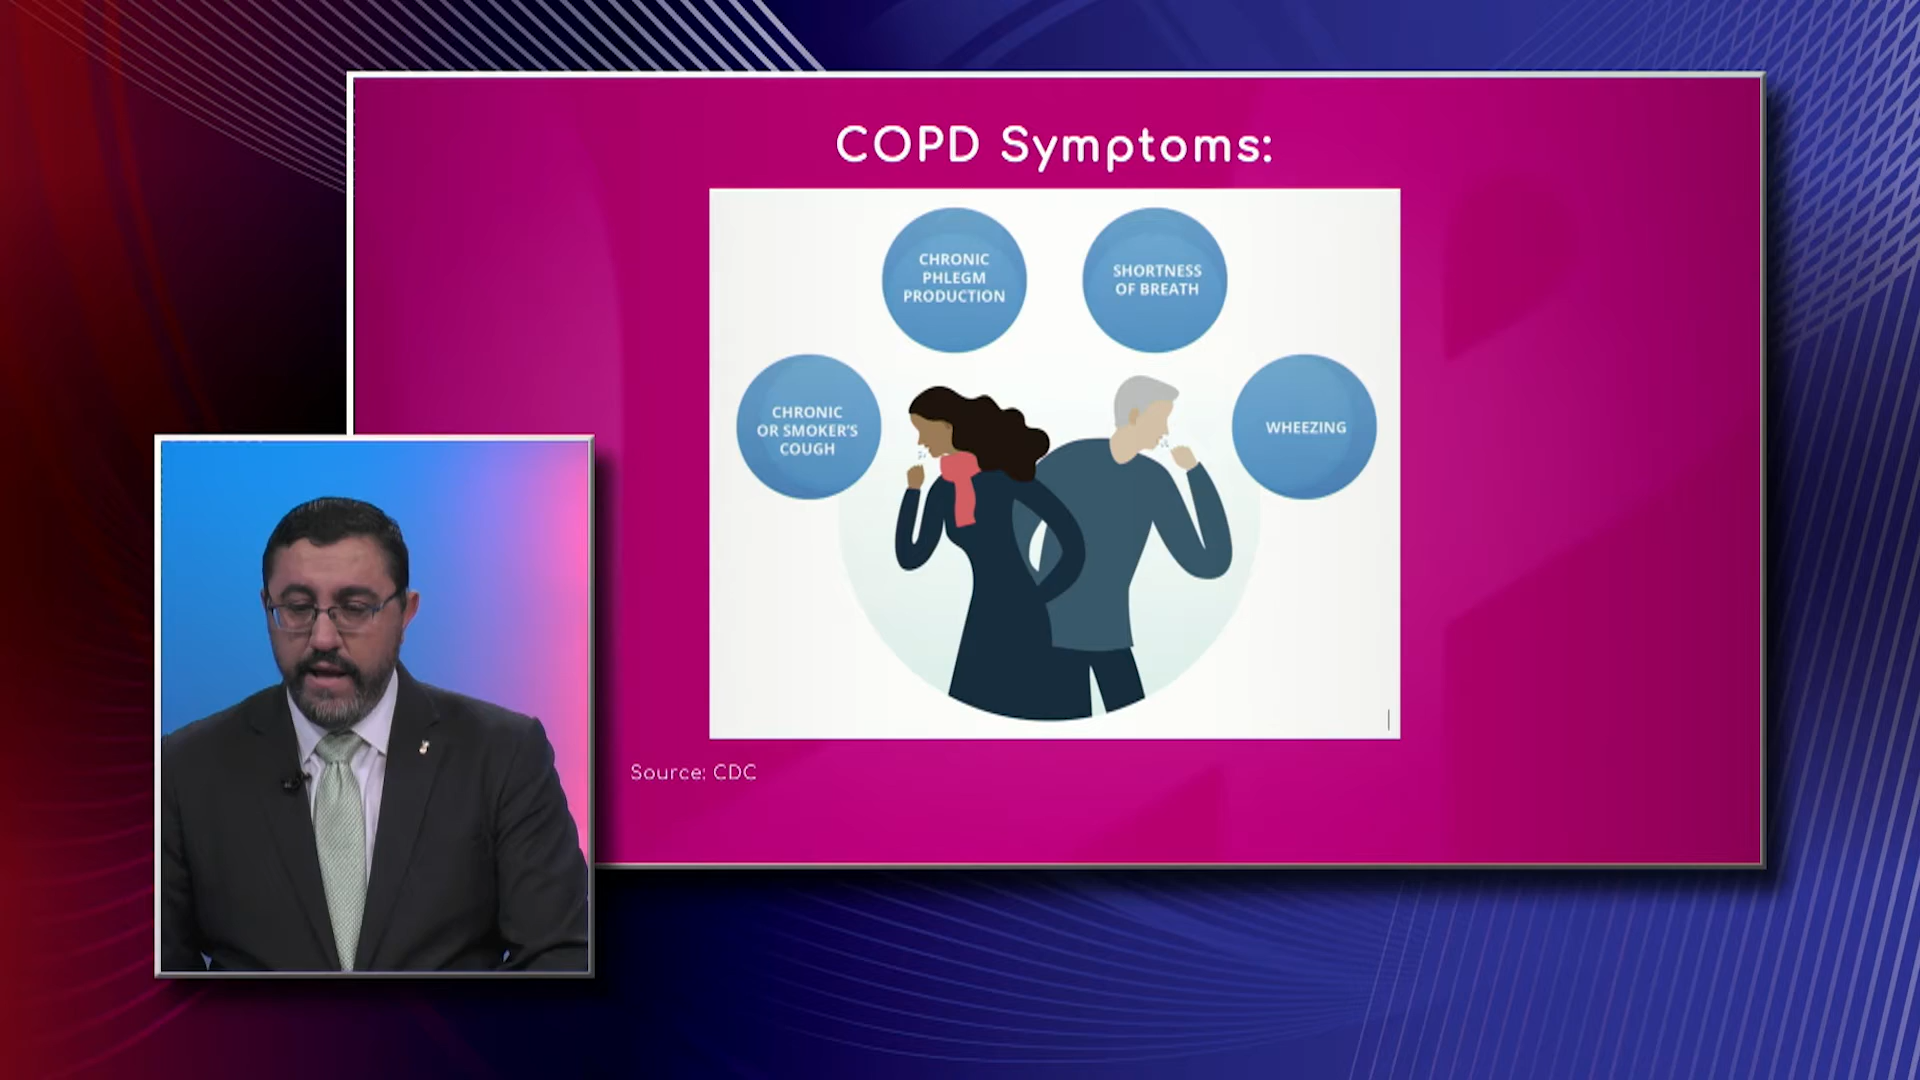 COPD Symptoms:
CHRONIC
PHLEGM
PRODUCTION
SHORTNESS
OF BREATH
CHRONIC
OR SMOKER'S
COUGH
WHEEZING
Source: CDC